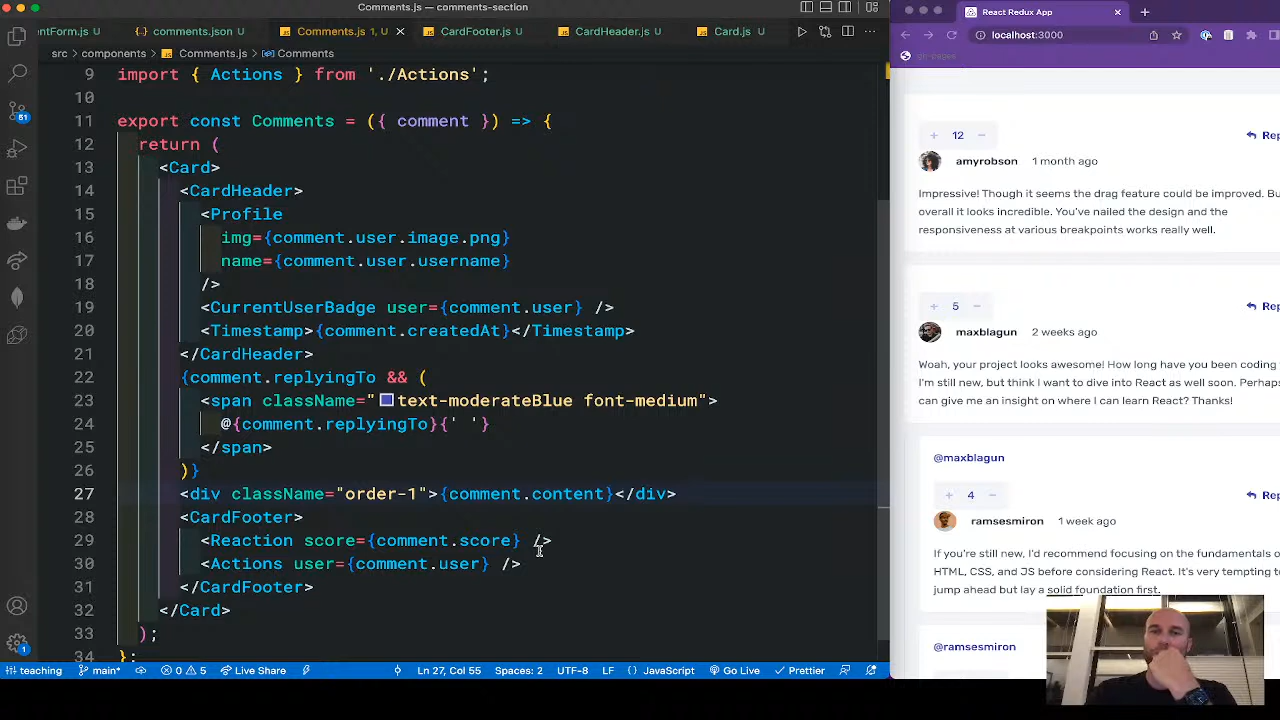 Comments.js — comments-section
ntForm.js U
comments.json U
Comments.js 1, U
CardFooter.js U
CardHeader.js U
Card.js U
src > components > Comments.js > Comments
9 import { Actions } from './Actions';
10
11 export const Comments = ({ comment }) => {
12 return (
13 <Card>
14 <CardHeader>
15 <Profile
16 img={comment.user.image.png}
17 name={comment.user.username}
18 />
19 <CurrentUserBadge user={comment.user} />
20 <Timestamp>{comment.createdAt}</Timestamp>
21 </CardHeader>
22 {comment.replyingTo && (
23 <span className="text-moderateBlue font-medium">
24 @{comment.replyingTo}{' '}
25 </span>
26 )}
27 <div className="order-1">{comment.content}</div>
28 <CardFooter>
29 <Reaction score={comment.score} />
30 <Actions user={comment.user} />
31 </CardFooter>
32 </Card>
33 );
34 };
51
1
teaching main* 0 5 Live Share Ln 27, Col 55 Spaces: 2 UTF-8 LF JavaScript Go Live Prettier
React Redux App
localhost:3000
gh-pages
+ 12 − Rep
amyrobson 1 month ago
Impressive! Though it seems the drag feature could be improved. Bu
overall it looks incredible. You've nailed the design and the
responsiveness at various breakpoints works really well.
+ 5 − Rep
maxblagun 2 weeks ago
Woah, your project looks awesome! How long have you been coding
I'm still new, but think I want to dive into React as well soon. Perhaps
can give me an insight on where I can learn React? Thanks!
@maxblagun
+ 4 − Rep
ramsesmiron 1 week ago
If you're still new, I'd recommend focusing on the fundamentals o
HTML, CSS, and JS before considering React. It's very tempting to
jump ahead but lay a solid foundation first.
@ramsesmiron